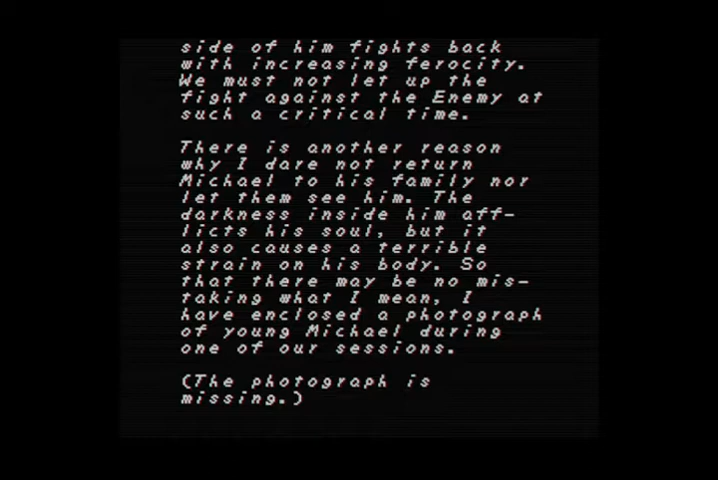 side of him fights back
with increasing ferocity.
We must not let up the
fight against the Enemy at
such a critical time.
There is another reason
why I dare not return
Michael to his family nor
let them see him. The
darkness inside him aff-
licts his soul, but it
also causes a terrible
strain on his body. So
that there may be no mis-
taking what I mean, I
have enclosed a photograph
of young Michael during
one of our sessions.
(The photograph is
missing.)